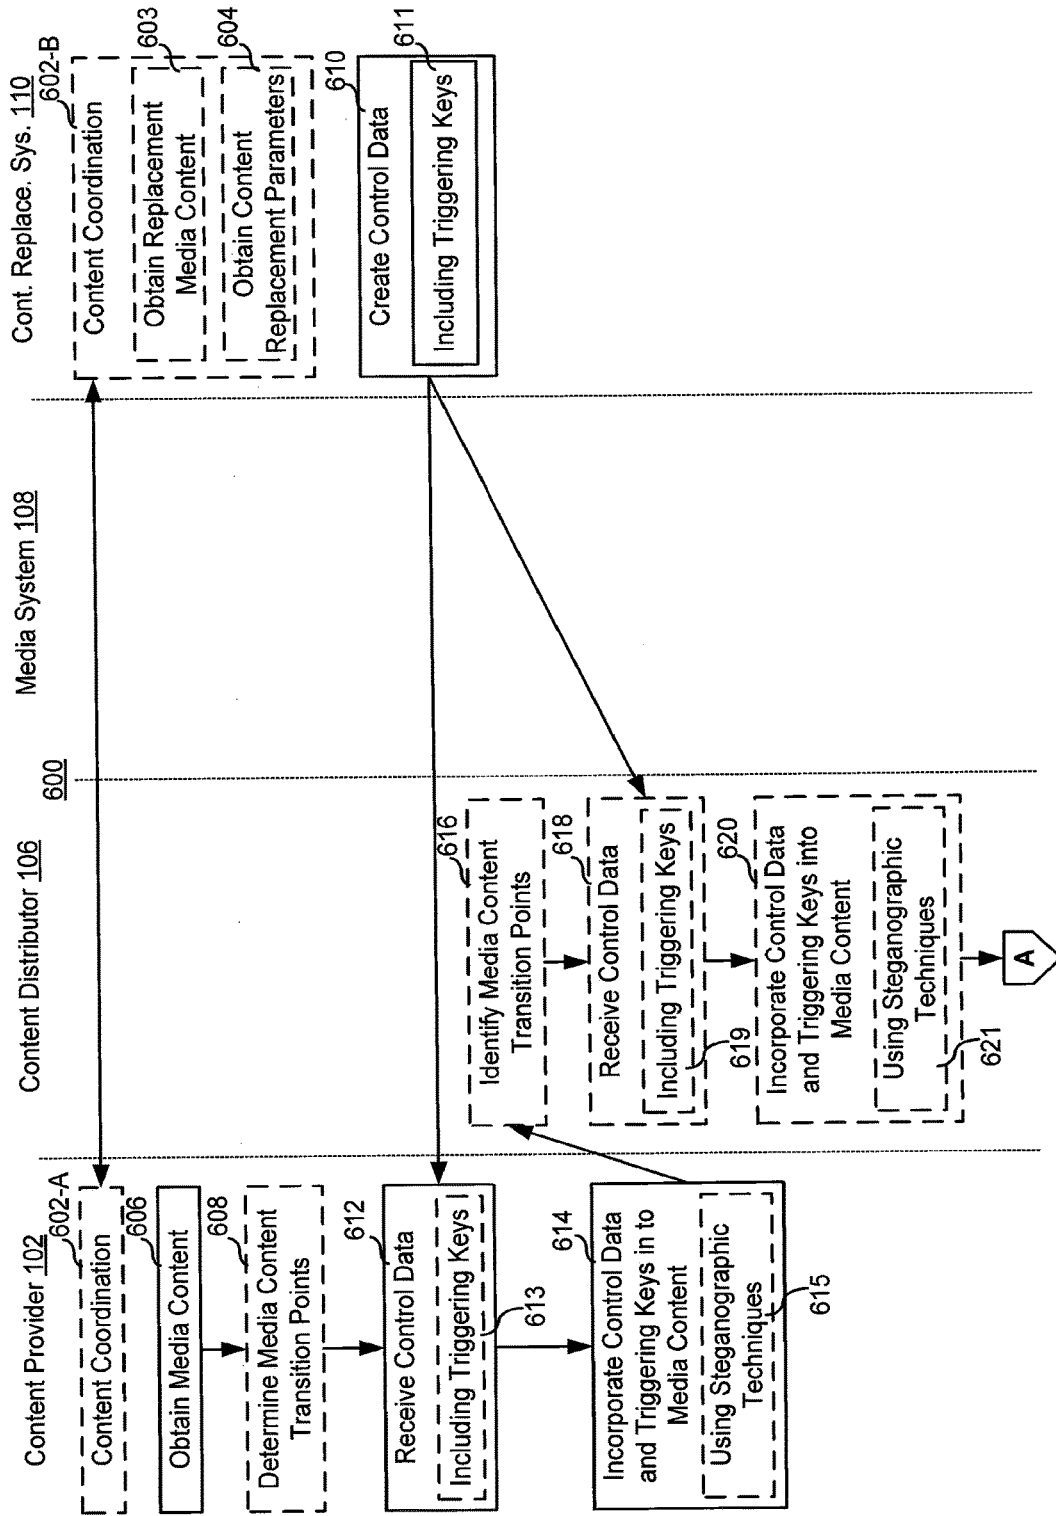 600
Content Provider 102
602-A
Content Coordination
606
Obtain Media Content
608
Determine Media Content
Transition Points
612
Receive Control Data
Including Triggering Keys
613
614
Incorporate Control Data
and Triggering Keys in to
Media Content
Using Steganographic
Techniques
615
Content Distributor 106
616
Identify Media Content
Transition Points
618
Receive Control Data
Including Triggering Keys
619
620
Incorporate Control Data
and Triggering Keys into
Media Content
Using Steganographic
Techniques
621
A
Media System 108
Cont. Replace. Sys. 110
602-B
Content Coordination
603
Obtain Replacement
Media Content
604
Obtain Content
Replacement Parameters
610
Create Control Data
611
Including Triggering Keys